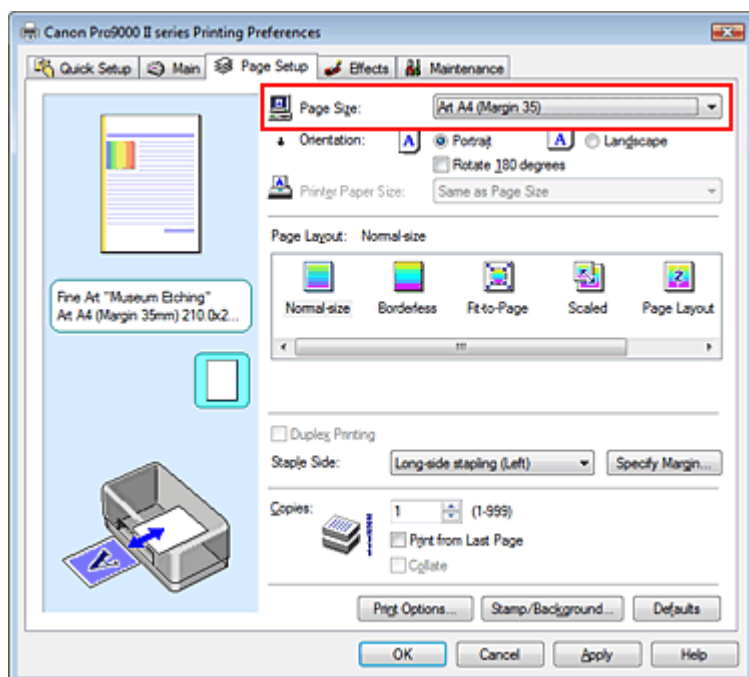 Canon Pro9000 II series Printing Preferences
Quick Setup Main Page Setup Effects Maintenance
Page Size: Art A4 (Margin 35)
Orientation: A Portrait A Landscape
Rotate 180 degrees
Printer Paper Size: Same as Page Size
Page Layout: Normal-size
Normal-size Borderless Fit-to-Page Scaled Page Layout
Fine Art "Museum Etching"
Art A4 (Margin 35mm) 210.0x2...
Duplex Printing
Staple Side: Long-side stapling (Left) Specify Margin...
Copies: 1 (1-999)
Print from Last Page
Collate
Print Options... Stamp/Background... Defaults
OK Cancel Apply Help